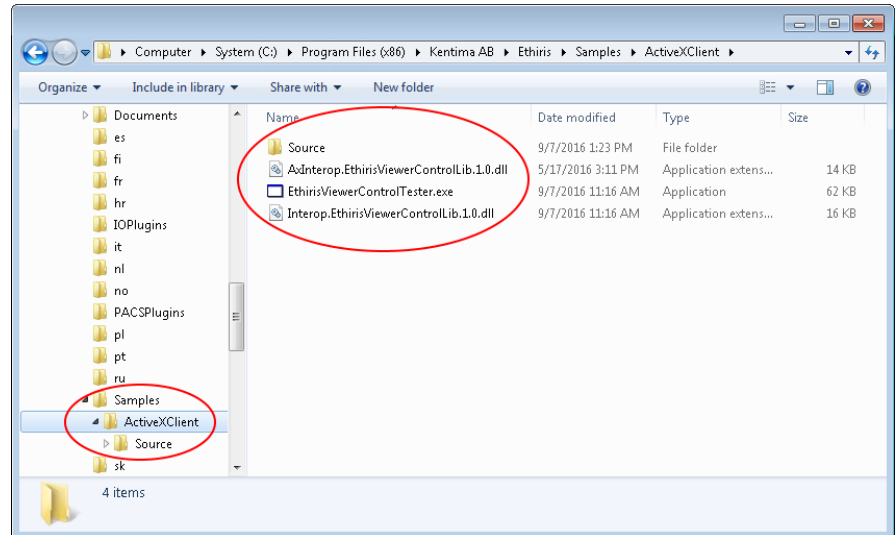 Computer ▸ System (C:) ▸ Program Files (x86) ▸ Kentima AB ▸ Ethiris ▸ Samples ▸ ActiveXClient ▸
Organize ▾ Include in library ▾ Share with ▾ New folder
Documents
es
fi
fr
hr
IOPlugins
it
nl
no
PACSPlugins
pl
pt
ru
Samples
ActiveXClient
Source
sk
Name Date modified Type Size
Source 9/7/2016 1:23 PM File folder
AxInterop.EthirisViewerControlLib.1.0.dll 5/17/2016 3:11 PM Application extens... 14 KB
EthirisViewerControlTester.exe 9/7/2016 11:16 AM Application 62 KB
Interop.EthirisViewerControlLib.1.0.dll 9/7/2016 11:16 AM Application extens... 16 KB
4 items